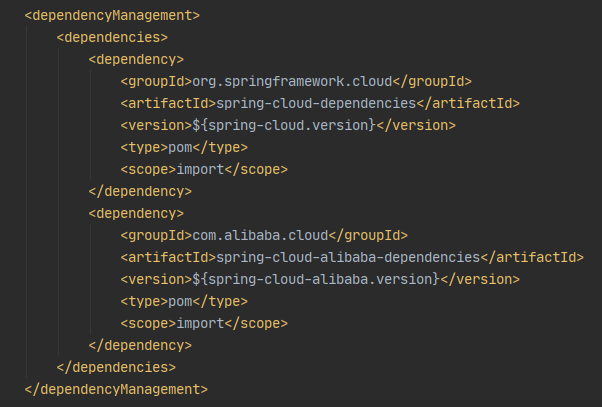 <dependencyManagement>
<dependencies>
<dependency>
<groupId>org.springframework.cloud</groupId>
<artifactId>spring-cloud-dependencies</artifactId>
<version>${spring-cloud.version}</version>
<type>pom</type>
<scope>import</scope>
</dependency>
<dependency>
<groupId>com.alibaba.cloud</groupId>
<artifactId>spring-cloud-alibaba-dependencies</artifactId>
<version>${spring-cloud-alibaba.version}</version>
<type>pom</type>
<scope>import</scope>
</dependency>
</dependencies>
</dependencyManagement>